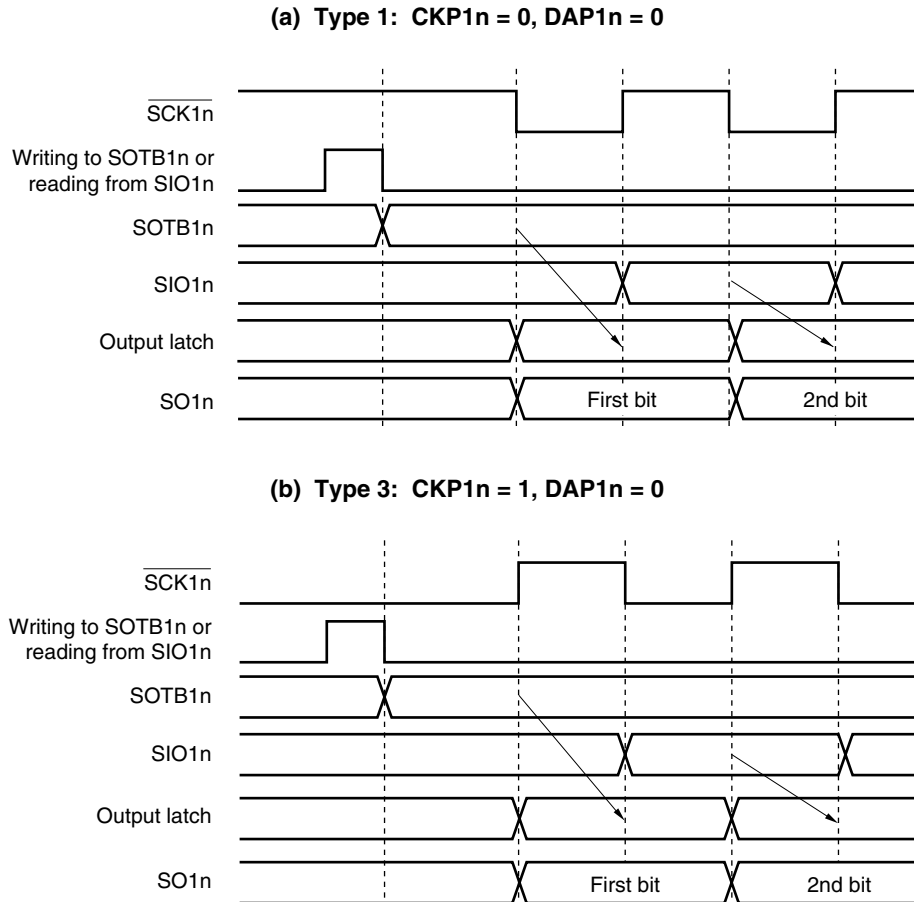 (a) Type 1: CKP1n = 0, DAP1n = 0
SCK1n
Writing to SOTB1n or
reading from SIO1n
SOTB1n
SIO1n
Output latch
SO1n
First bit
2nd bit
(b) Type 3: CKP1n = 1, DAP1n = 0
SCK1n
Writing to SOTB1n or
reading from SIO1n
SOTB1n
SIO1n
Output latch
SO1n
First bit
2nd bit